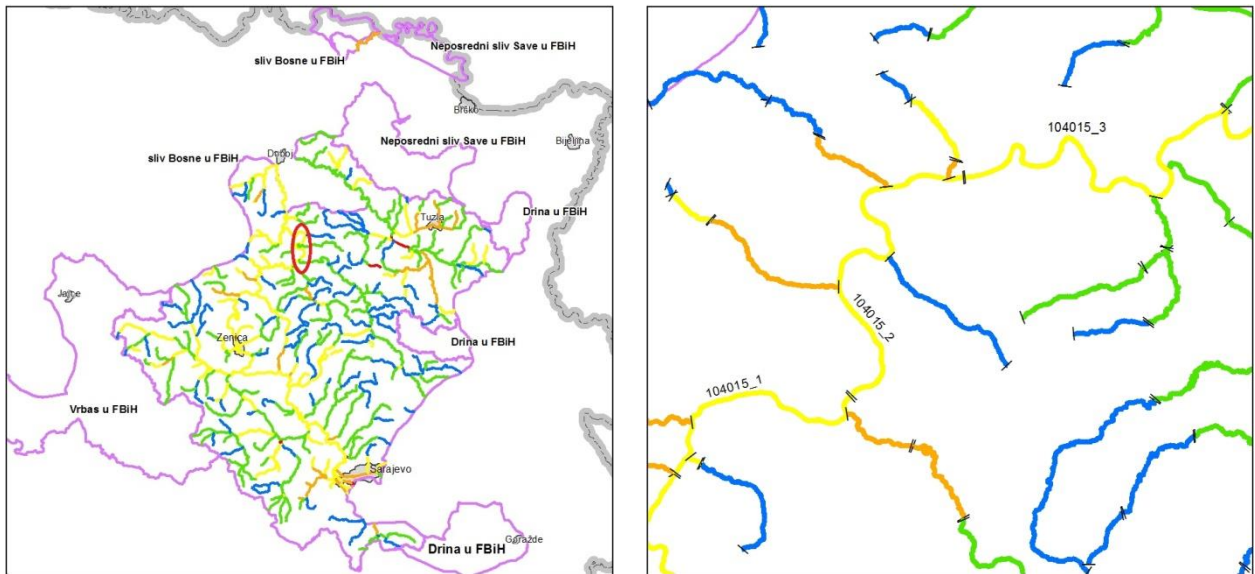 sliv Bosne u FBiH
Neposredni sliv Save u FBiH
Brčko
Bijeljina
Neposredni sliv Save u FBiH
sliv Bosne u FBiH
Doboj
Tuzla
Drina u FBiH
Jajce
Zenica
Drina u FBiH
Vrbas u FBiH
Sarajevo
Drina u FBiH
Goražde
104015_3
104015_2
104015_1